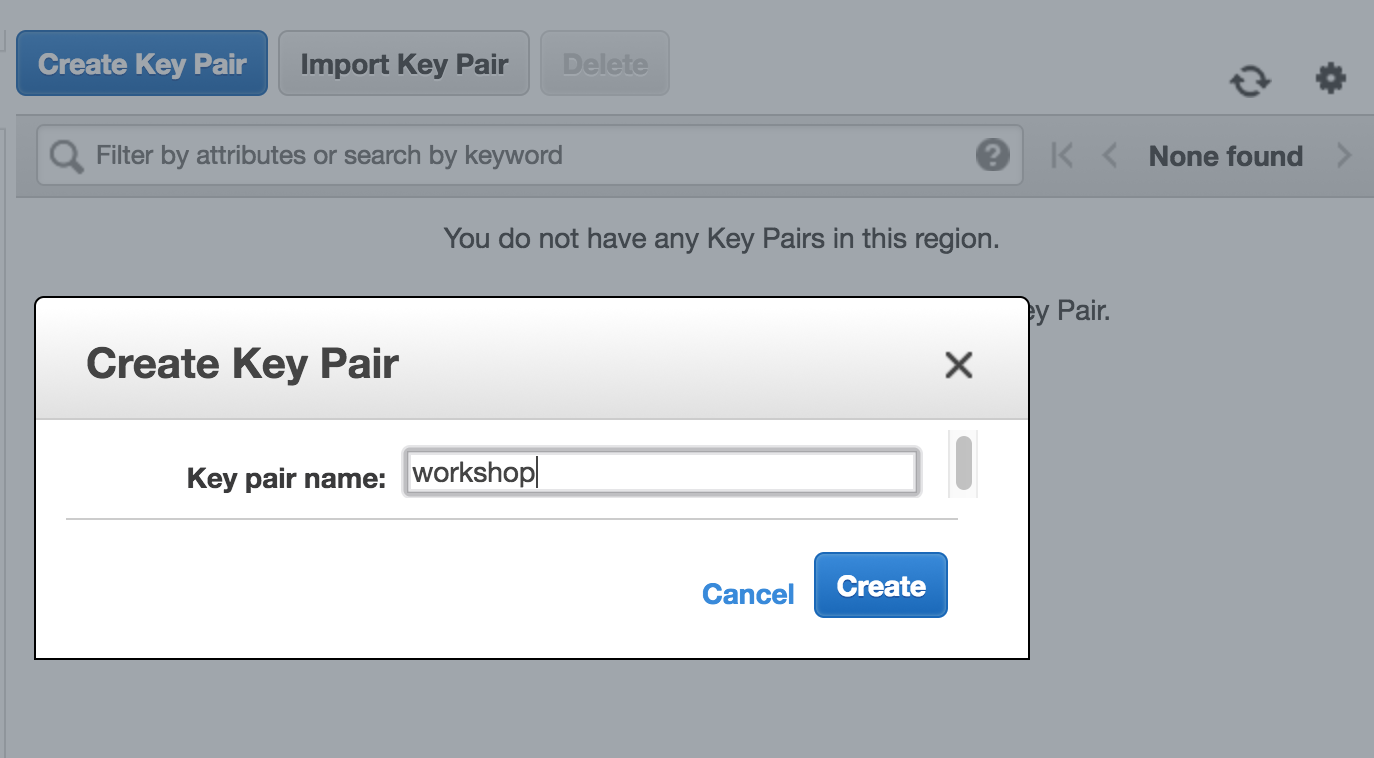 Create Key Pair Import Key Pair Delete
Filter by attributes or search by keyword ? None found
You do not have any Key Pairs in this region.
Pair.
Create Key Pair
Key pair name: workshop
Cancel Create